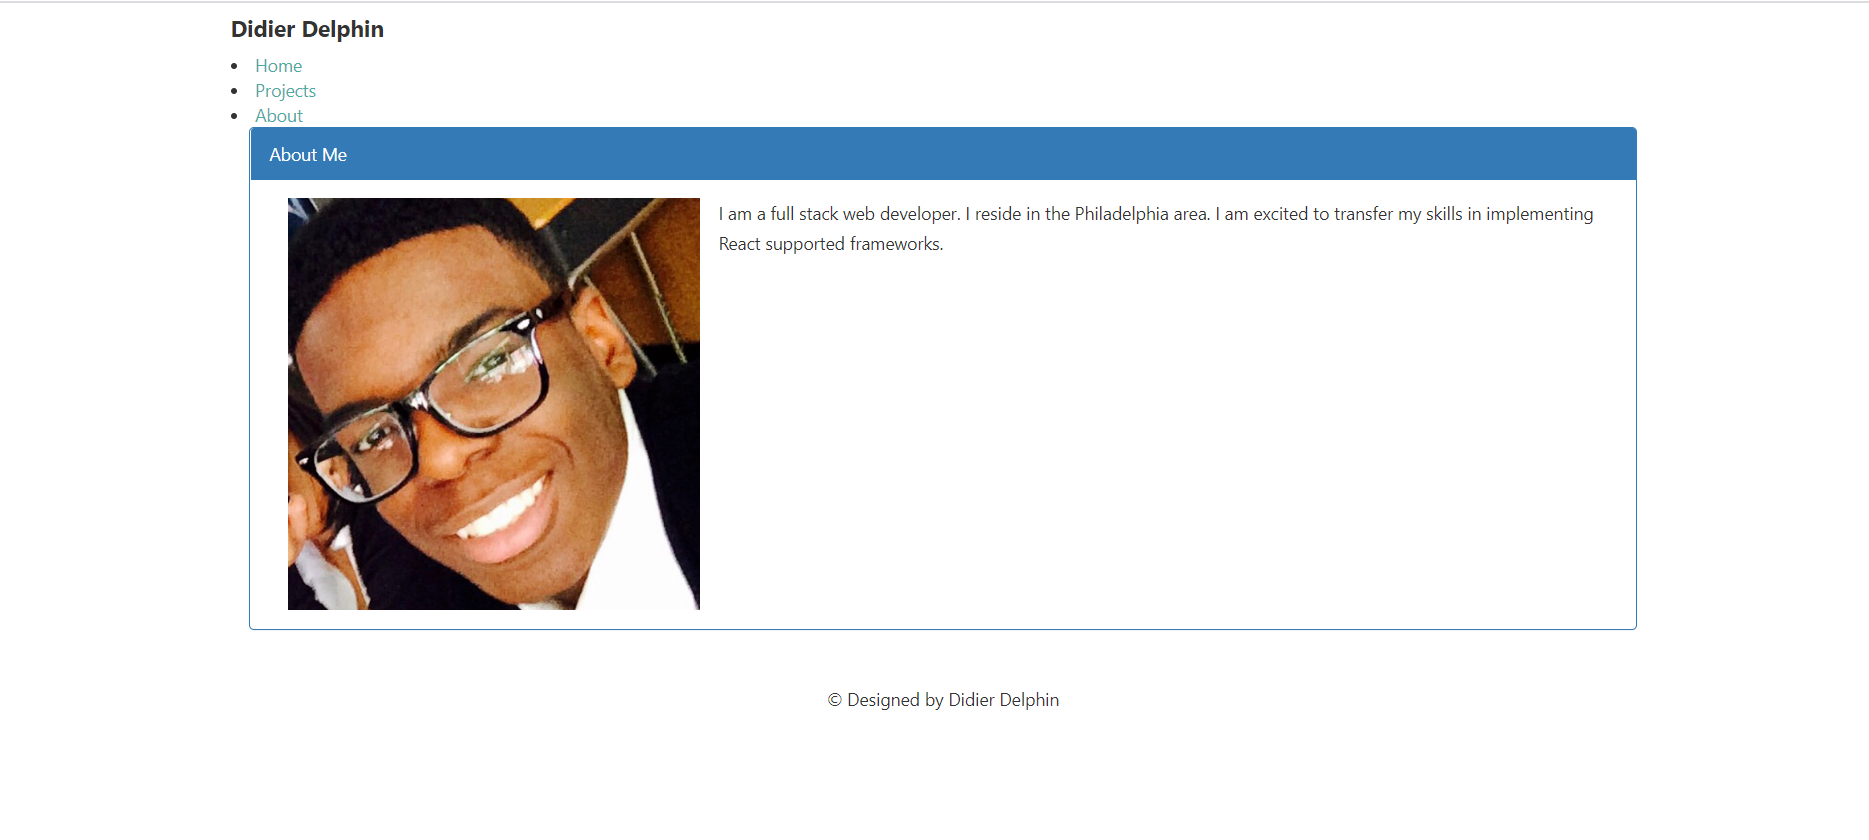 Didier Delphin
Home
Projects
About
About Me
I am a full stack web developer. I reside in the Philadelphia area. I am excited to transfer my skills in implementing
React supported frameworks.
© Designed by Didier Delphin